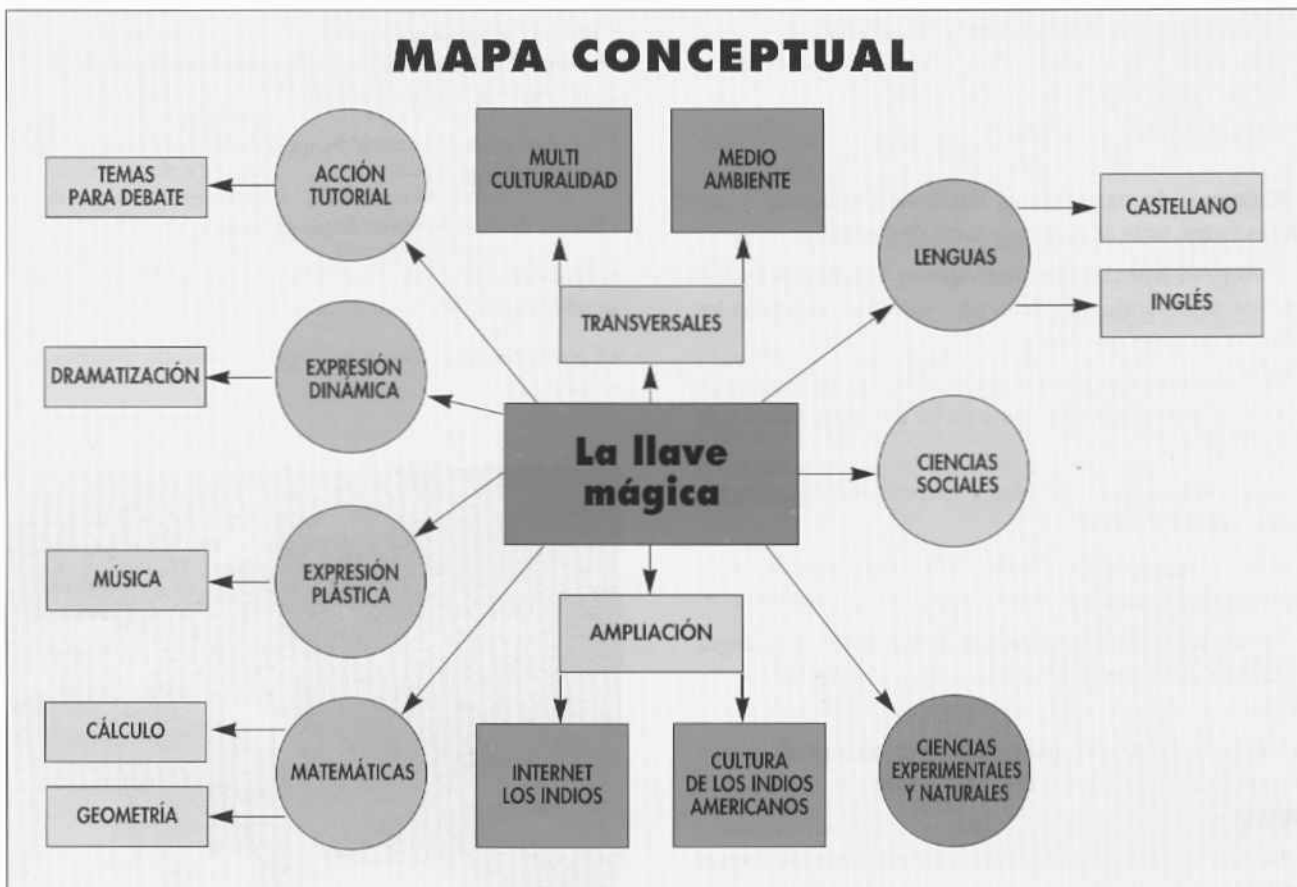 MAPA CONCEPTUAL
TEMAS
PARA DEBATE
ACCIÓN
TUTORIAL
MULTI
CULTURALIDAD
MEDIO
AMBIENTE
LENGUAS
CASTELLANO
INGLÉS
TRANSVERSALES
DRAMATIZACIÓN
EXPRESIÓN
DINÁMICA
La llave
mágica
CIENCIAS
SOCIALES
MÚSICA
EXPRESIÓN
PLÁSTICA
AMPLIACIÓN
CÁLCULO
GEOMETRÍA
MATEMÁTICAS
INTERNET
LOS INDIOS
CULTURA
DE LOS INDIOS
AMERICANOS
CIENCIAS
EXPERIMENTALES
Y NATURALES